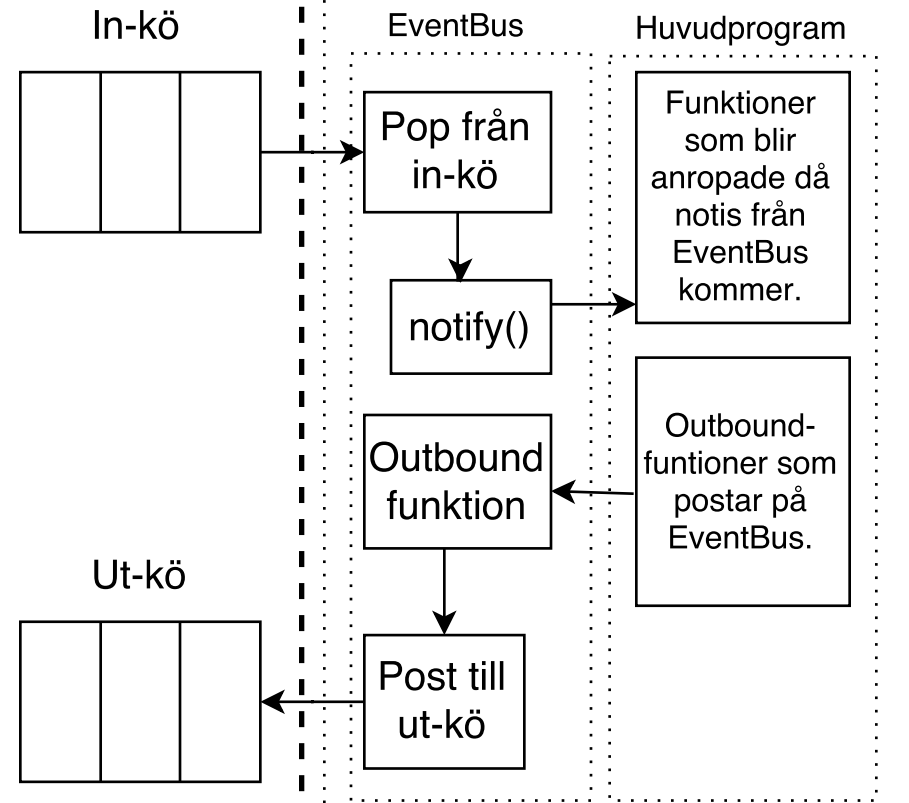 In-kö
EventBus
Huvudprogram
Pop från
in-kö
Funktioner
som blir
anropade då
notis från
EventBus
kommer.
notify()
Outbound
funktion
Outbound-
funtioner som
postar på
EventBus.
Ut-kö
Post till
ut-kö